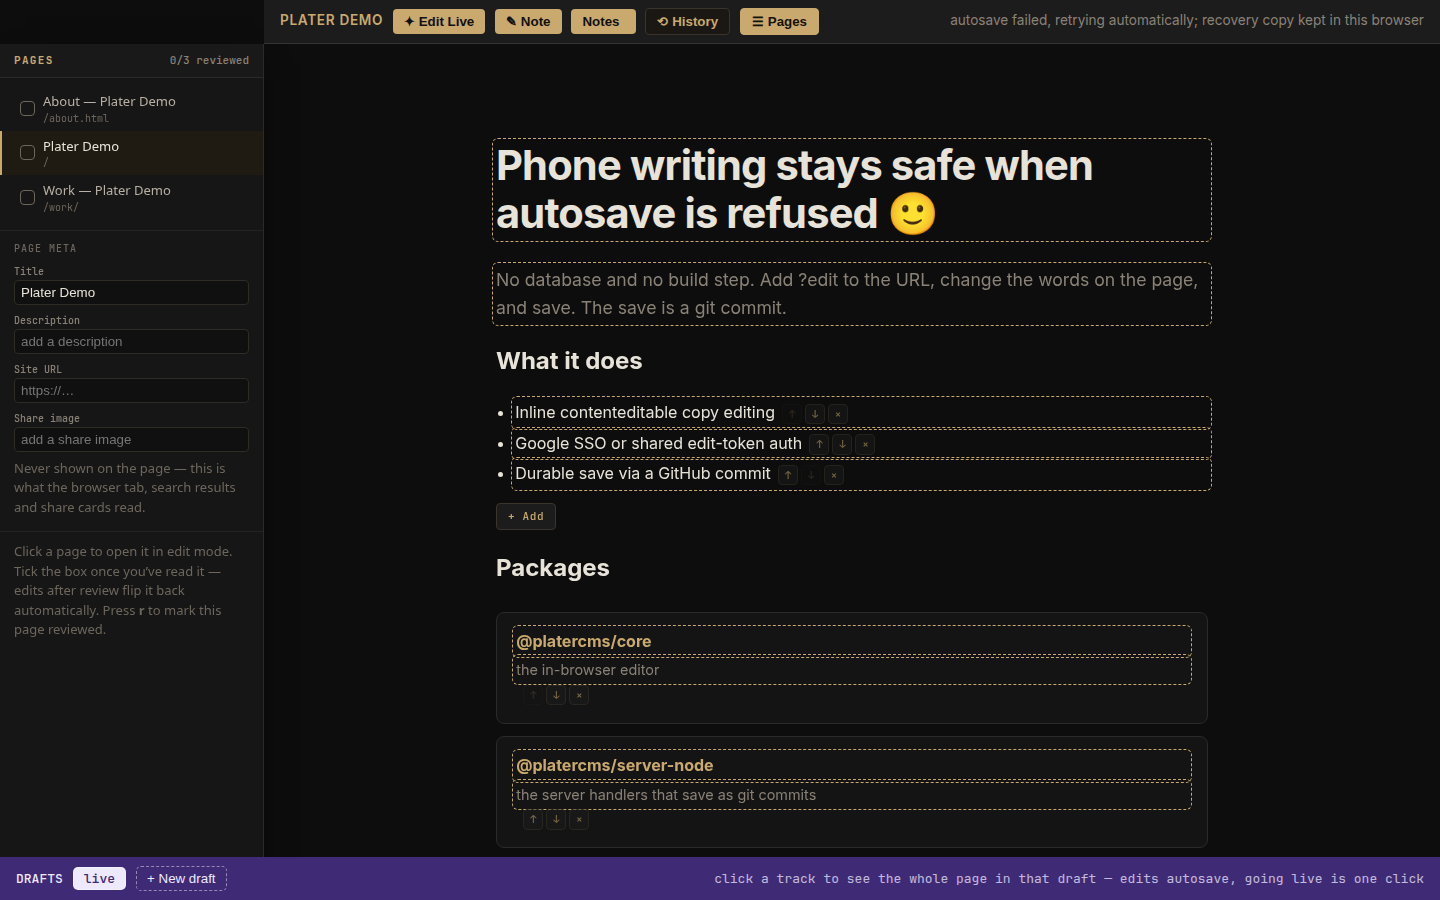 PLATER DEMO ✦ Edit Live ✎ Note Notes ⟲ History ☰ Pages autosave failed, retrying automatically; recovery copy kept in this browser
PAGES 0/3 reviewed
About — Plater Demo
/about.html
Plater Demo
/
Work — Plater Demo
/work/
PAGE META
Title
Plater Demo
Description
add a description
Site URL
https://…
Share image
add a share image
Never shown on the page — this is
what the browser tab, search results
and share cards read.
Click a page to open it in edit mode.
Tick the box once you’ve read it —
edits after review flip it back
automatically. Press r to mark this
page reviewed.
Phone writing stays safe when
autosave is refused 🙂
No database and no build step. Add ?edit to the URL, change the words on the page,
and save. The save is a git commit.
What it does
• Inline contenteditable copy editing ↑ ↓ ×
• Google SSO or shared edit-token auth ↑ ↓ ×
• Durable save via a GitHub commit ↑ ↓ ×
+ Add
Packages
@platercms/core
the in-browser editor
↑ ↓ ×
@platercms/server-node
the server handlers that save as git commits
↑ ↓ ×
DRAFTS live + New draft click a track to see the whole page in that draft — edits autosave, going live is one click